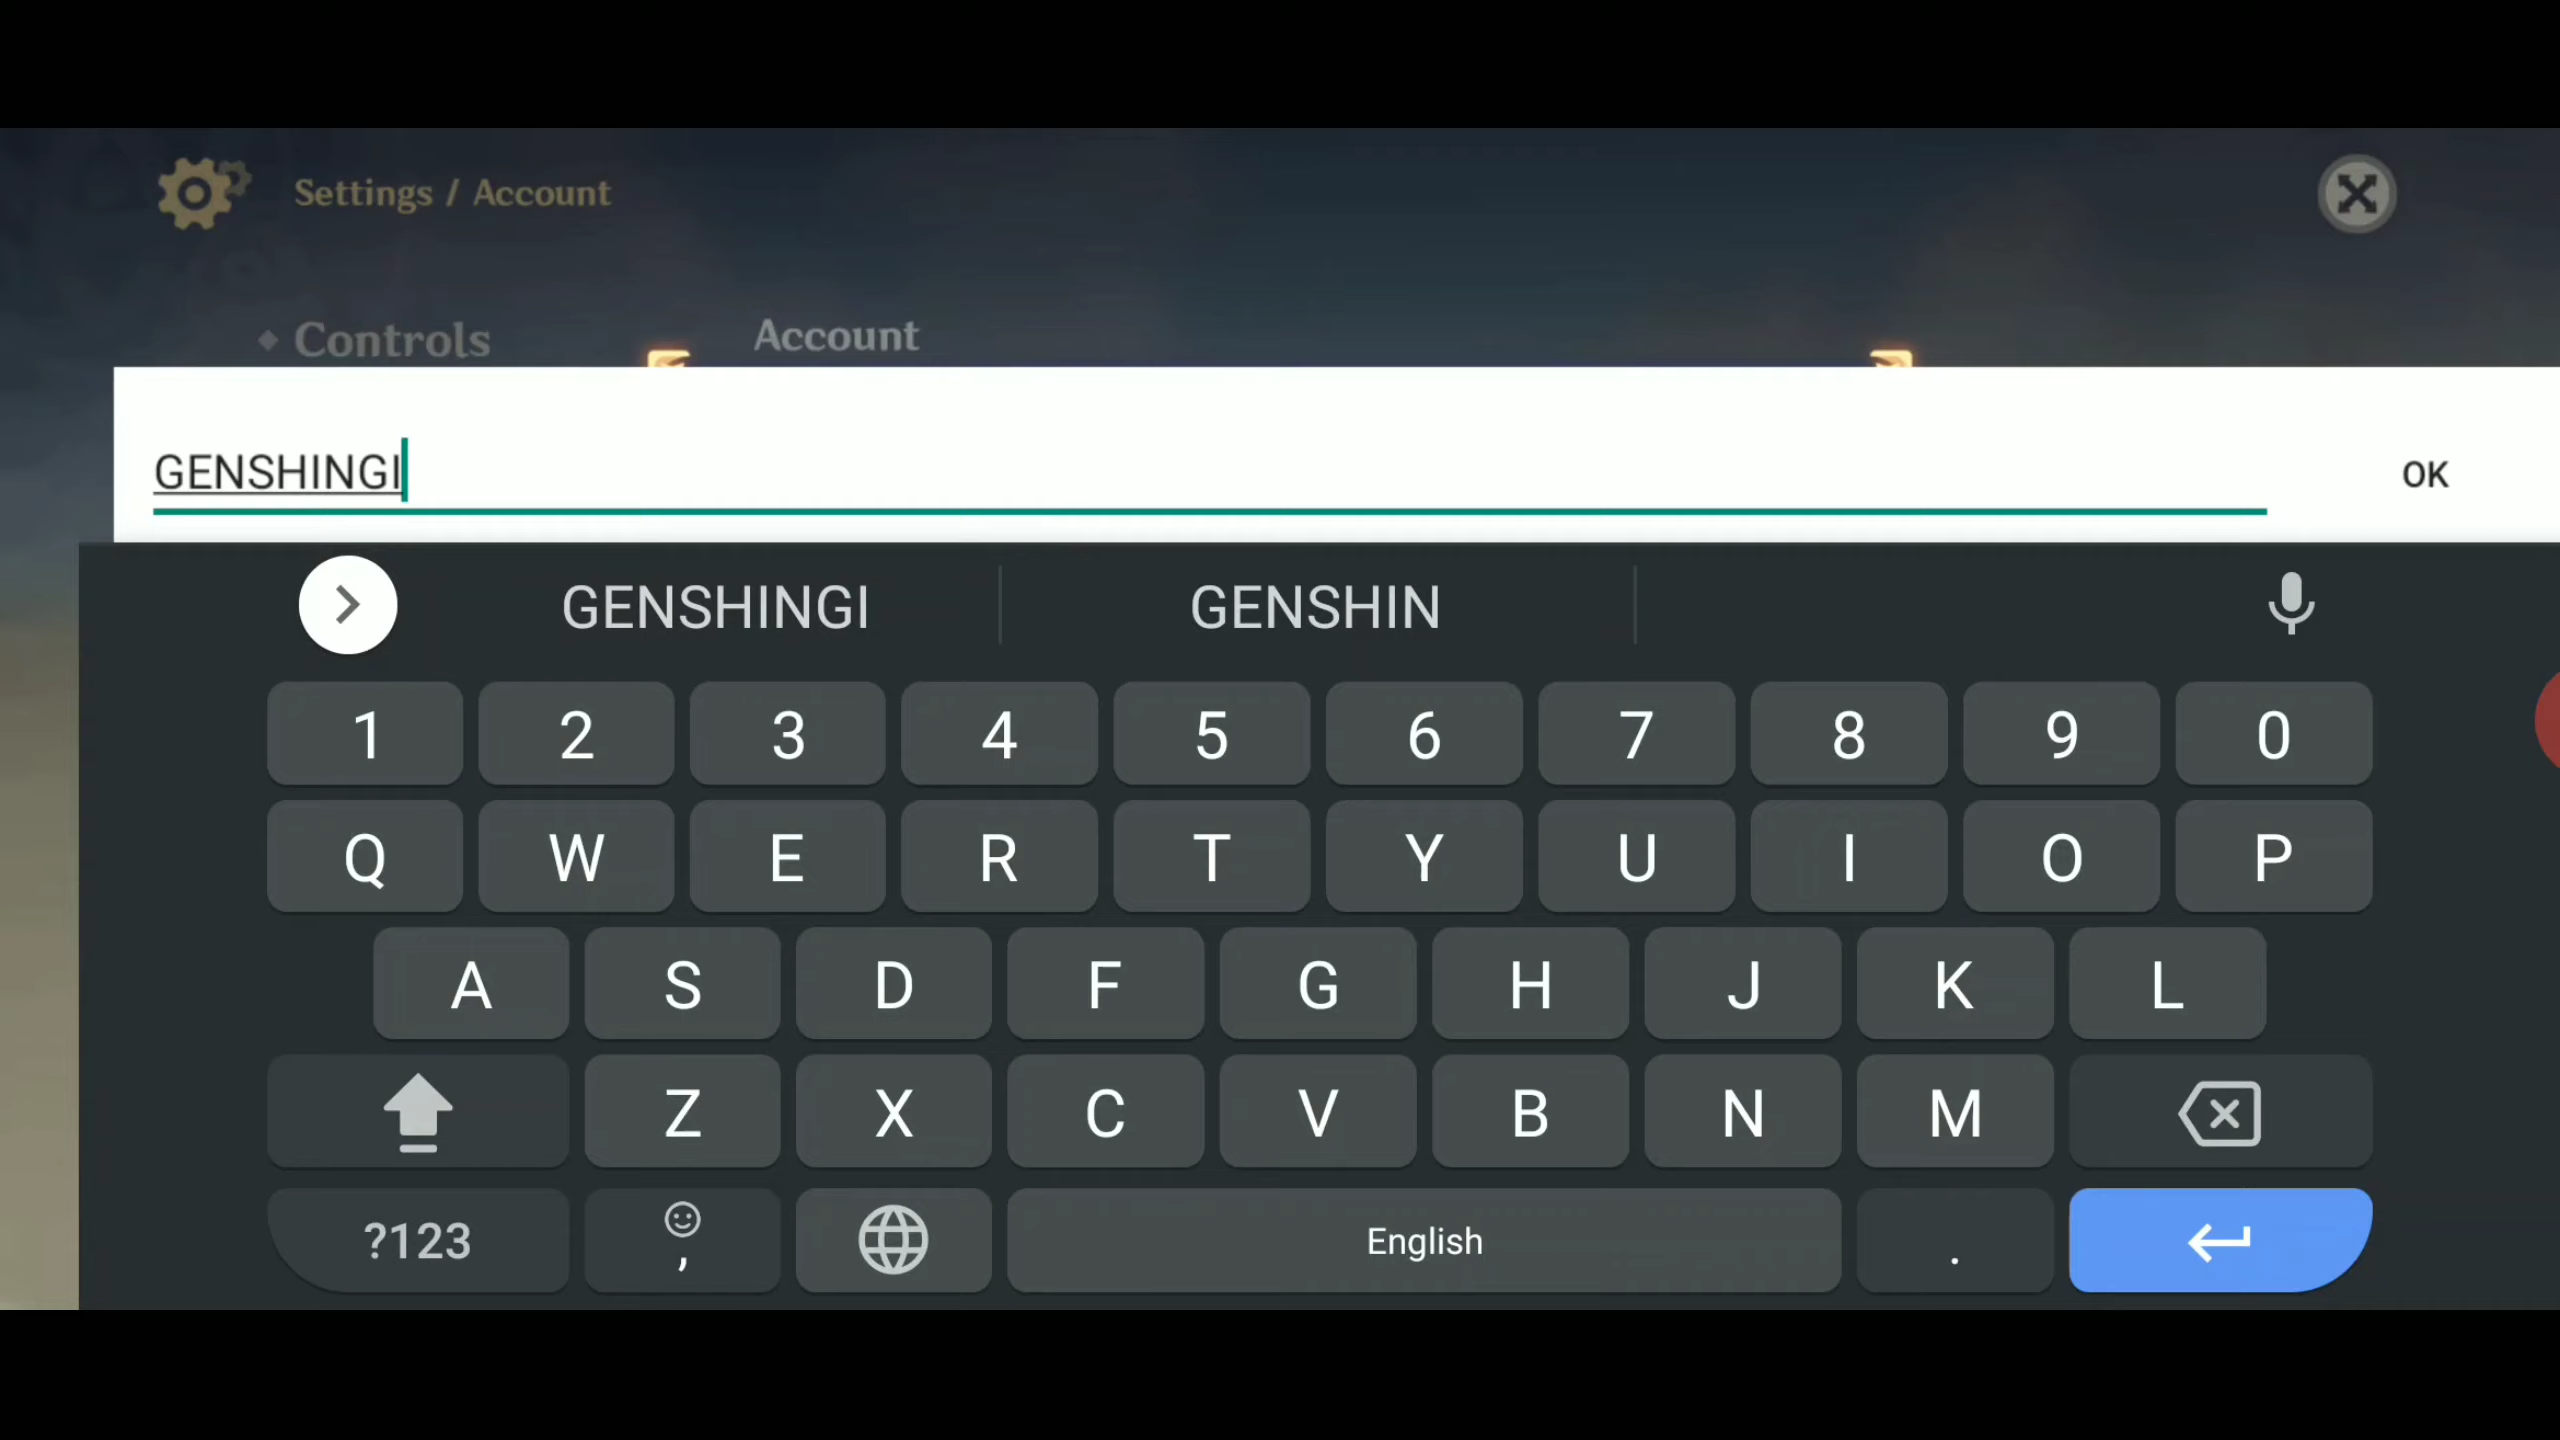 Settings / Account
Controls
Account
GENSHINGI
OK
GENSHINGI GENSHIN
1 2 3 4 5 6 7 8 9 0
Q W E R T Y U I O P
A S D F G H J K L
Z X C V B N M
?123 , English .